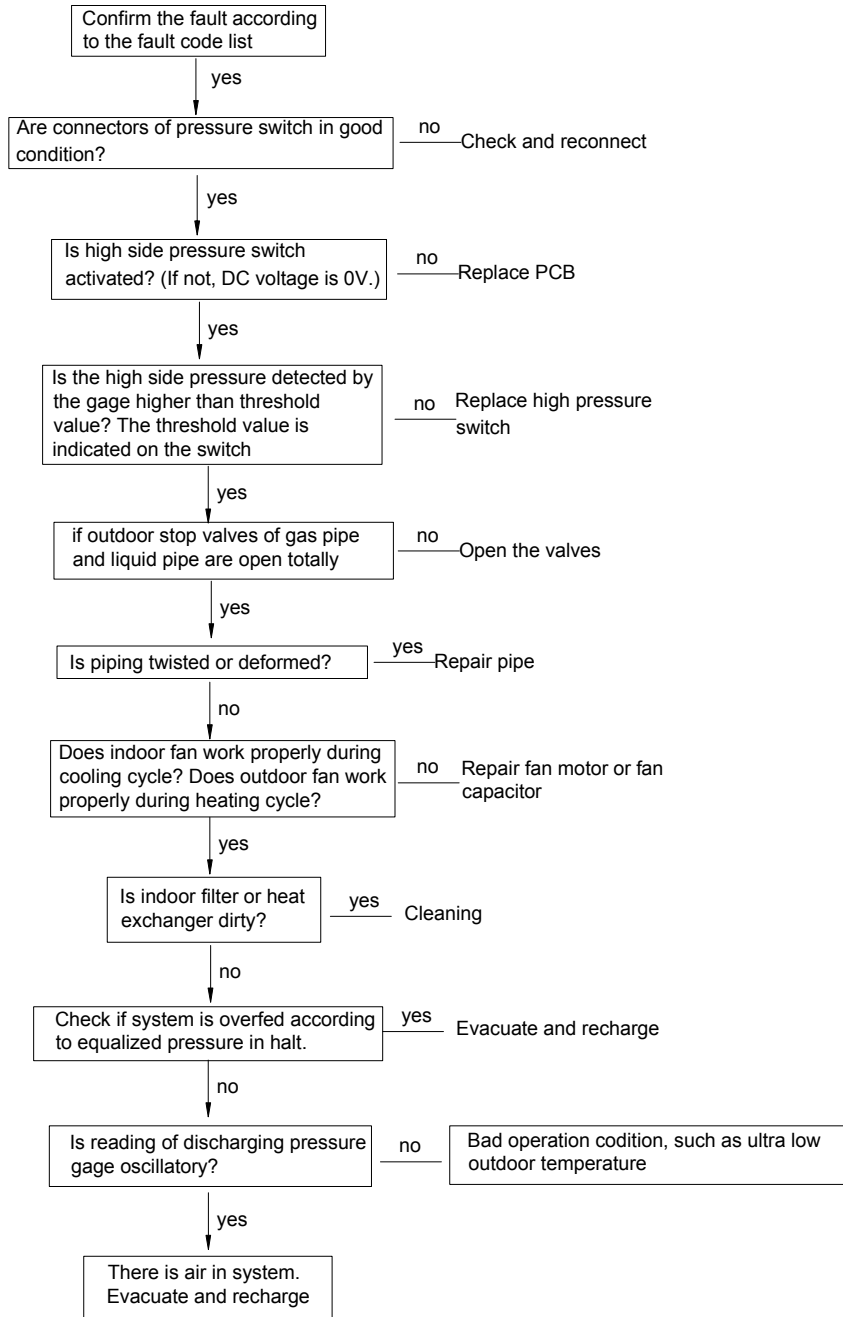 Confirm the fault according
to the fault code list
yes
Are connectors of pressure switch in good
condition?
no
Check and reconnect
yes
Is high side pressure switch
activated? (If not, DC voltage is 0V.)
no
Replace PCB
yes
Is the high side pressure detected by
the gage higher than threshold
value? The threshold value is
indicated on the switch
no
Replace high pressure
switch
yes
if outdoor stop valves of gas pipe
and liquid pipe are open totally
no
Open the valves
yes
Is piping twisted or deformed?
yes
Repair pipe
no
Does indoor fan work properly during
cooling cycle? Does outdoor fan work
properly during heating cycle?
no
Repair fan motor or fan
capacitor
yes
Is indoor filter or heat
exchanger dirty?
yes
Cleaning
no
Check if system is overfed according
to equalized pressure in halt.
yes
Evacuate and recharge
no
Is reading of discharging pressure
gage oscillatory?
no
Bad operation codition, such as ultra low
outdoor temperature
yes
There is air in system.
Evacuate and recharge